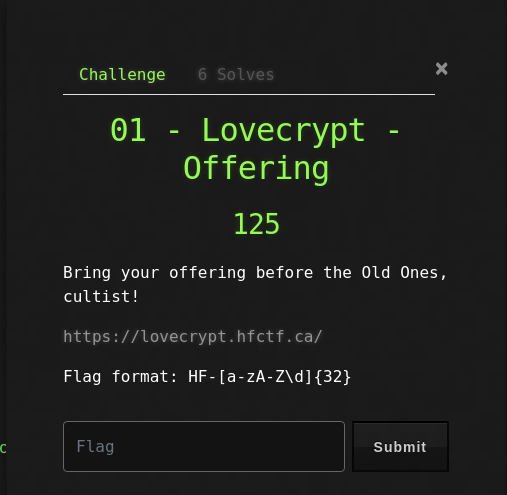 Challenge 6 Solves ×
01 - Lovecrypt -
Offering
125
Bring your offering before the Old Ones,
cultist!
https://lovecrypt.hfctf.ca/
Flag format: HF-[a-zA-Z\d]{32}
Flag Submit